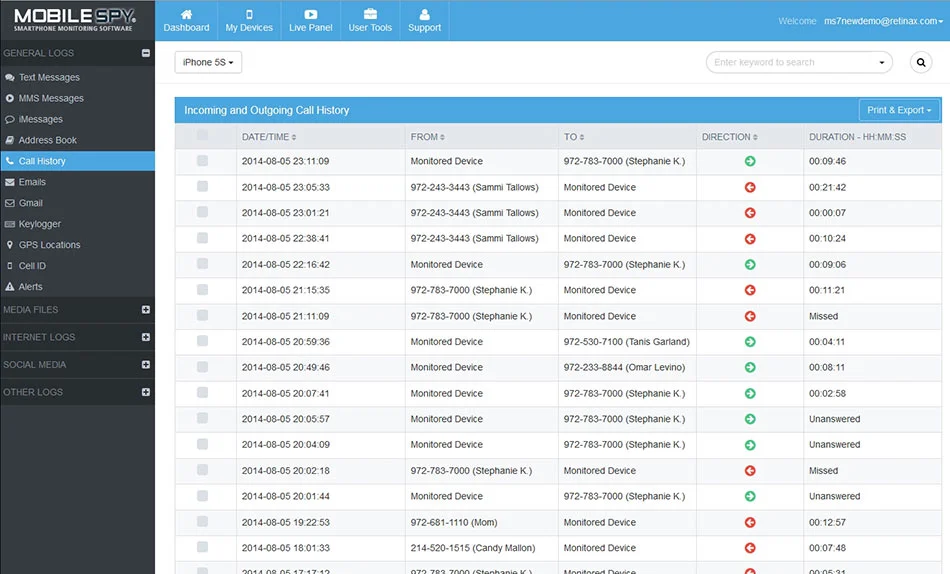 MOBILE SPY®
SMARTPHONE MONITORING SOFTWARE
Dashboard My Devices Live Panel User Tools Support
Welcome ms7newdemo@retinax.com
GENERAL LOGS
Text Messages
MMS Messages
iMessages
Address Book
Call History
Emails
Gmail
Keylogger
GPS Locations
Cell ID
Alerts
MEDIA FILES
INTERNET LOGS
SOCIAL MEDIA
OTHER LOGS
iPhone 5S
Enter keyword to search
Incoming and Outgoing Call History Print & Export
DATE/TIME FROM TO DIRECTION DURATION - HH:MM:SS
2014-08-05 23:11:09 Monitored Device 972-783-7000 (Stephanie K.) 00:09:46
2014-08-05 23:05:33 972-243-3443 (Sammi Tallows) Monitored Device 00:21:42
2014-08-05 23:01:21 972-243-3443 (Sammi Tallows) Monitored Device 00:00:07
2014-08-05 22:38:41 972-243-3443 (Sammi Tallows) Monitored Device 00:10:24
2014-08-05 22:16:42 Monitored Device 972-783-7000 (Stephanie K.) 00:09:06
2014-08-05 21:15:35 972-783-7000 (Stephanie K.) Monitored Device 00:11:21
2014-08-05 21:11:09 972-783-7000 (Stephanie K.) Monitored Device Missed
2014-08-05 20:59:36 Monitored Device 972-530-7100 (Tanis Garland) 00:04:11
2014-08-05 20:49:46 Monitored Device 972-233-8844 (Omar Levino) 00:08:11
2014-08-05 20:07:41 Monitored Device 972-783-7000 (Stephanie K.) 00:02:58
2014-08-05 20:05:57 Monitored Device 972-783-7000 (Stephanie K.) Unanswered
2014-08-05 20:04:09 Monitored Device 972-783-7000 (Stephanie K.) Unanswered
2014-08-05 20:02:18 972-783-7000 (Stephanie K.) Monitored Device Missed
2014-08-05 20:01:44 Monitored Device 972-783-7000 (Stephanie K.) Unanswered
2014-08-05 19:22:53 972-681-1110 (Mom) Monitored Device 00:12:57
2014-08-05 18:01:33 214-520-1515 (Candy Mallon) Monitored Device 00:07:48
2014-08-05 17:17:12 972-783-7000 (Stephanie K.) Monitored Device 00:05:31